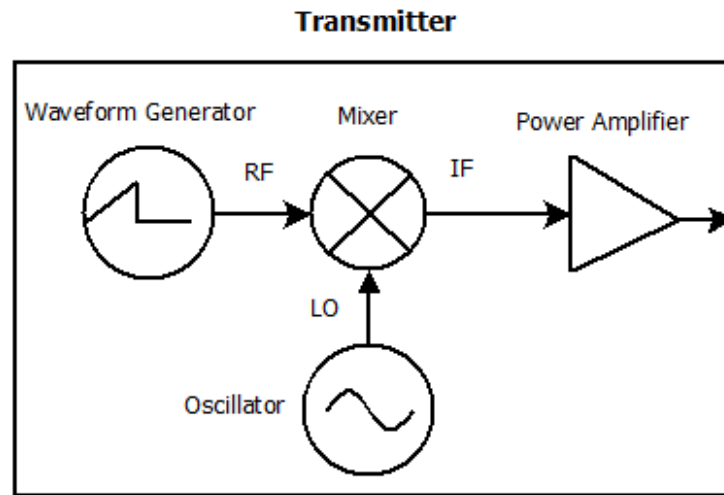 Transmitter
Waveform Generator
Mixer
Power Amplifier
RF
IF
LO
Oscillator